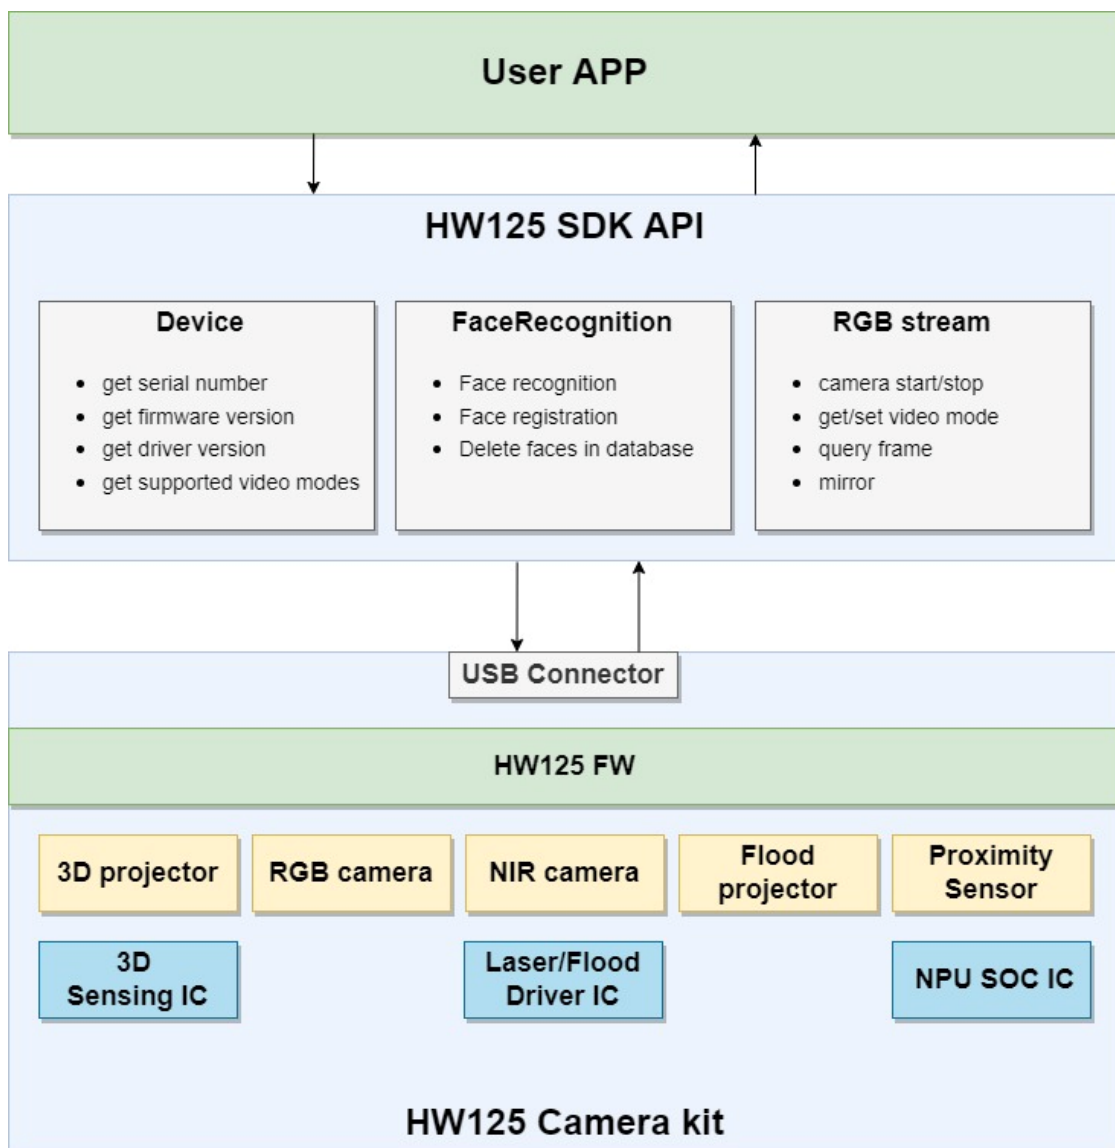 User APP
HW125 SDK API
Device
get serial number
get firmware version
get driver version
get supported video modes
FaceRecognition
Face recognition
Face registration
Delete faces in database
RGB stream
camera start/stop
get/set video mode
query frame
mirror
USB Connector
HW125 FW
3D projector
RGB camera
NIR camera
Flood
projector
Proximity
Sensor
3D
Sensing IC
Laser/Flood
Driver IC
NPU SOC IC
HW125 Camera kit